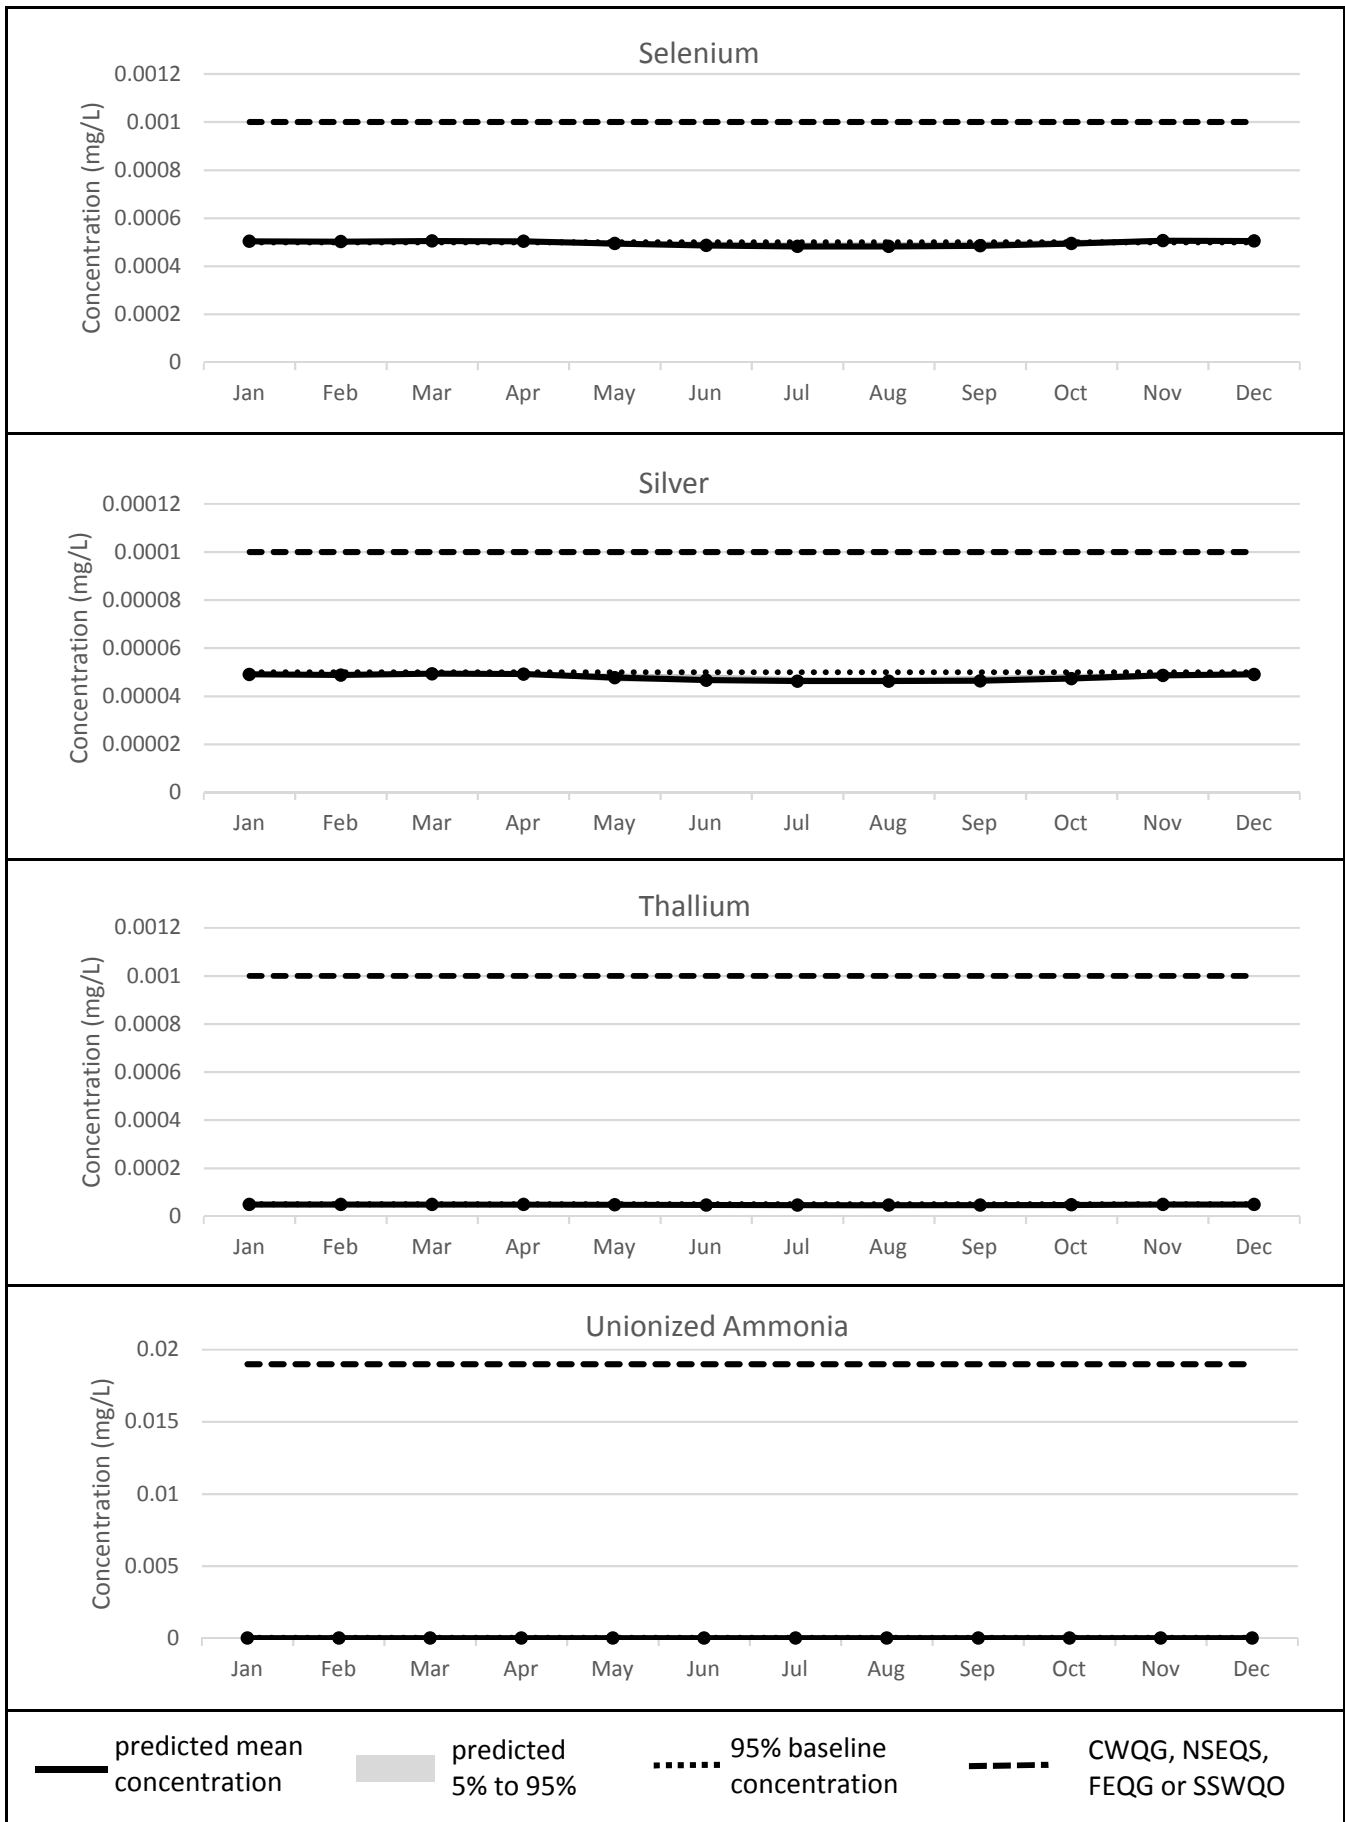 Selenium
Concentration (mg/L)
0.0012
0.001
0.0008
0.0006
0.0004
0.0002
0
Jan Feb Mar Apr May Jun Jul Aug Sep Oct Nov Dec
Silver
Concentration (mg/L)
0.00012
0.0001
0.00008
0.00006
0.00004
0.00002
0
Jan Feb Mar Apr May Jun Jul Aug Sep Oct Nov Dec
Thallium
Concentration (mg/L)
0.0012
0.001
0.0008
0.0006
0.0004
0.0002
0
Jan Feb Mar Apr May Jun Jul Aug Sep Oct Nov Dec
Unionized Ammonia
Concentration (mg/L)
0.02
0.015
0.01
0.005
0
Jan Feb Mar Apr May Jun Jul Aug Sep Oct Nov Dec
predicted mean
concentration
predicted
5% to 95%
95% baseline
concentration
CWQG, NSEQS,
FEQG or SSWQO